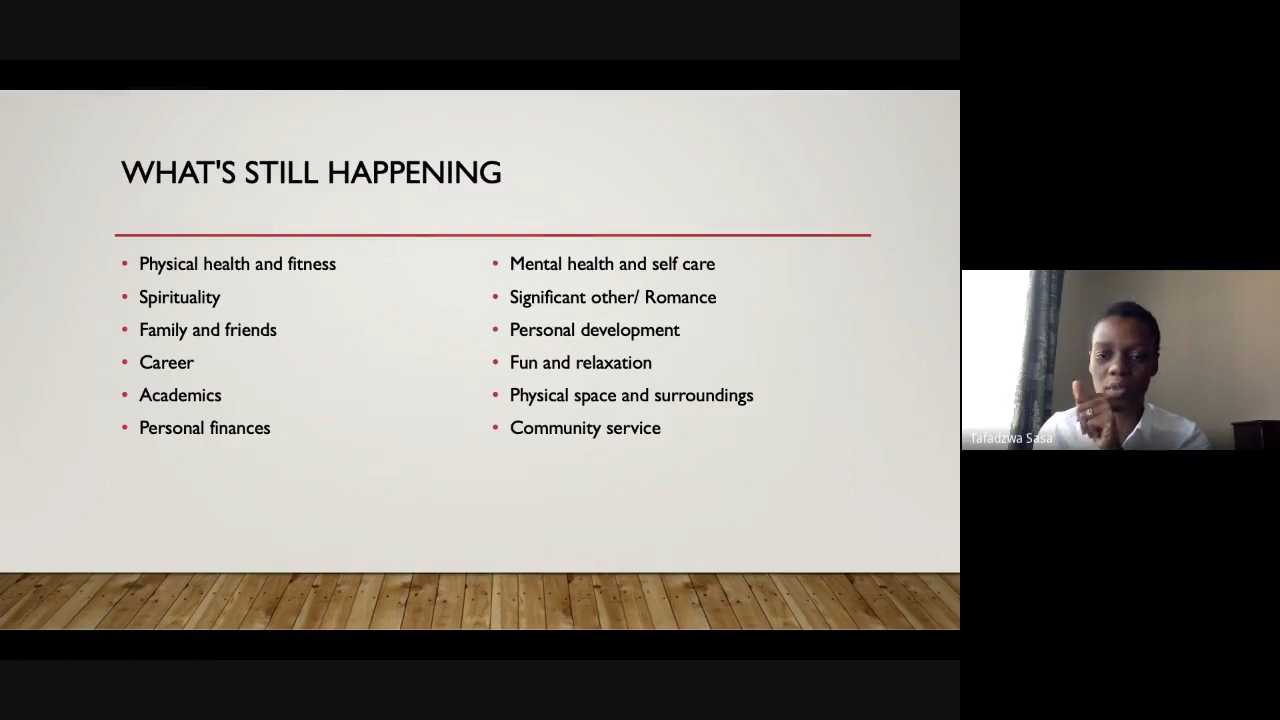 WHAT'S STILL HAPPENING
• Physical health and fitness
• Spirituality
• Family and friends
• Career
• Academics
• Personal finances
• Mental health and self care
• Significant other/ Romance
• Personal development
• Fun and relaxation
• Physical space and surroundings
• Community service
Tafadzwa Sasa